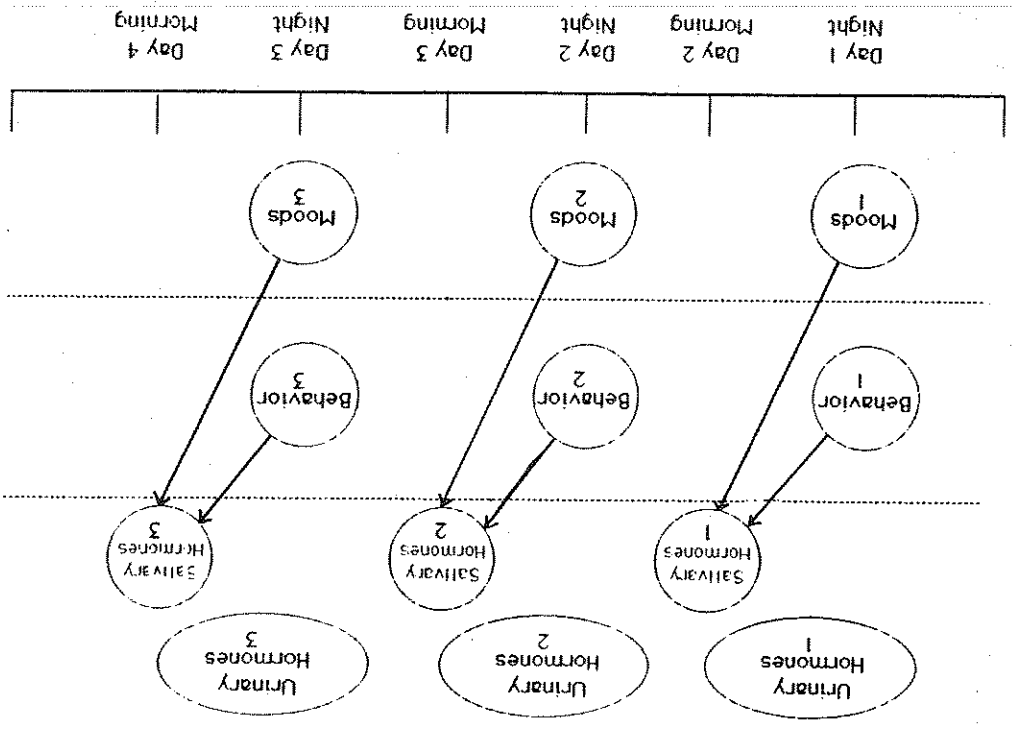 Urinary
Hormones
1
Urinary
Hormones
2
Urinary
Hormones
3
Salivary
Hormones
1
Salivary
Hormones
2
Salivary
Hormones
3
Behavior
1
Behavior
2
Behavior
3
Moods
1
Moods
2
Moods
3
Day 1
Night
Day 2
Morning
Day 2
Night
Day 3
Morning
Day 3
Night
Day 4
Morning